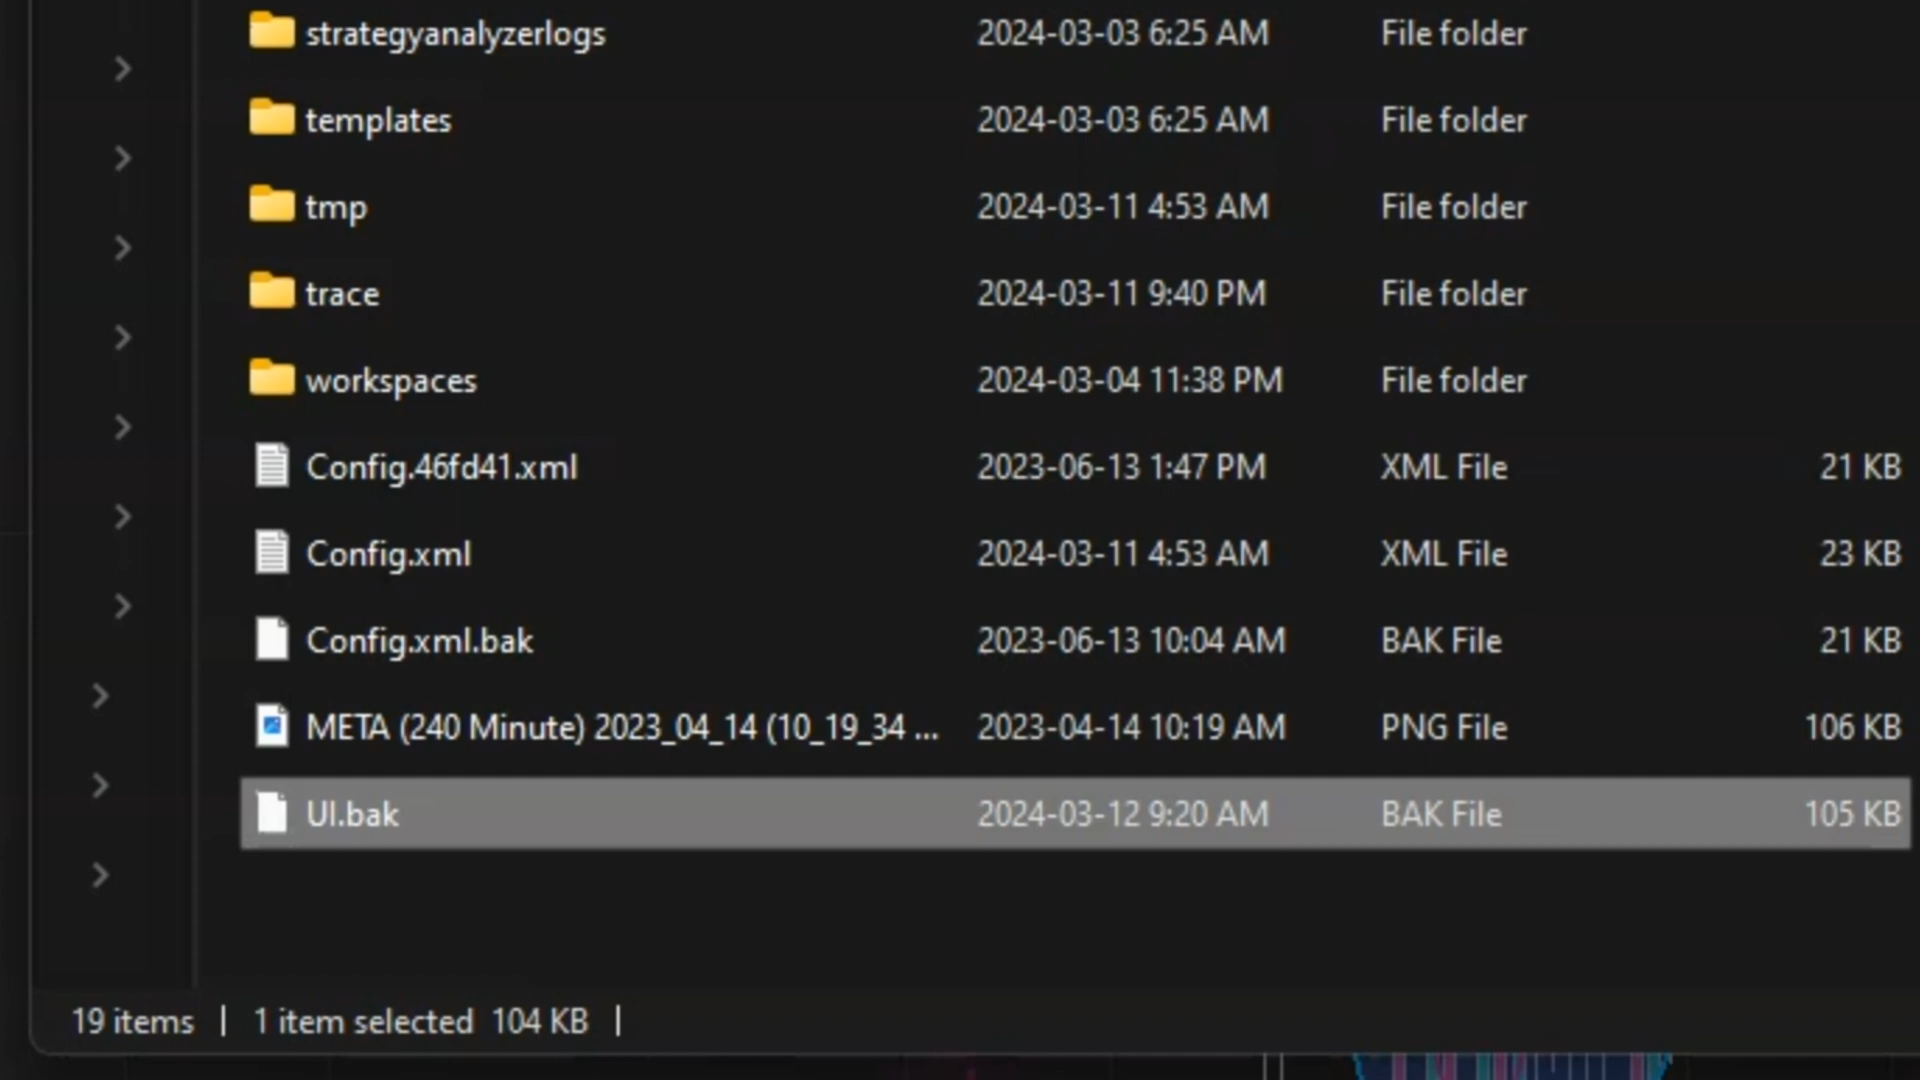 strategyanalyzerlogs 2024-03-03 6:25 AM File folder
templates 2024-03-03 6:25 AM File folder
tmp 2024-03-11 4:53 AM File folder
trace 2024-03-11 9:40 PM File folder
workspaces 2024-03-04 11:38 PM File folder
Config.46fd41.xml 2023-06-13 1:47 PM XML File 21 KB
Config.xml 2024-03-11 4:53 AM XML File 23 KB
Config.xml.bak 2023-06-13 10:04 AM BAK File 21 KB
META (240 Minute) 2023_04_14 (10_19_34 ... 2023-04-14 10:19 AM PNG File 106 KB
UI.bak 2024-03-12 9:20 AM BAK File 105 KB
19 items | 1 item selected 104 KB |